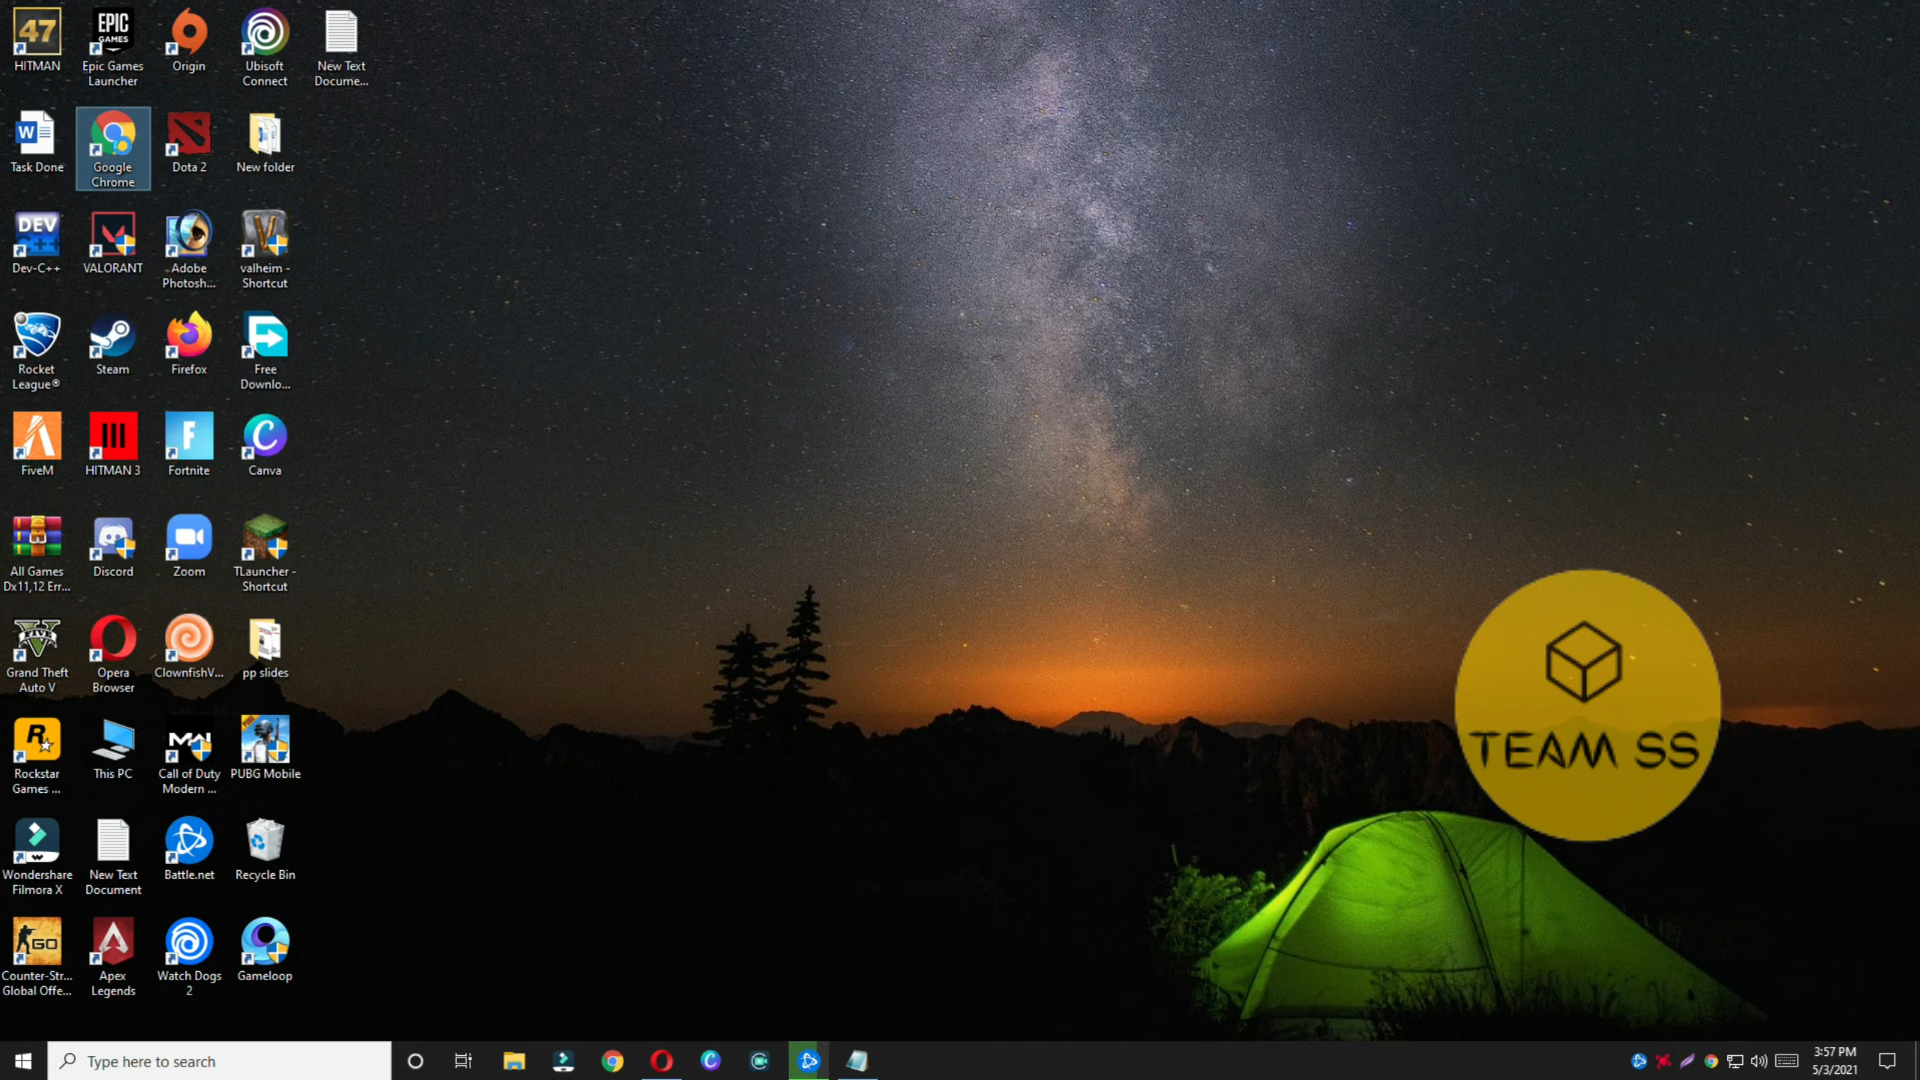 47
HITMAN
EPIC
GAMES
Epic Games
Launcher
Origin
Ubisoft
Connect
New Text
Docume...
W
Task Done
Google
Chrome
Dota 2
New folder
DEV
C++
Dev-C++
VALORANT
Adobe
Photosh...
V
valheim -
Shortcut
Rocket
League®
Steam
Firefox
Free
Downlo...
FiveM
HITMAN 3
F
Fortnite
C
Canva
All Games
Dx11,12 Err...
Discord
Zoom
TLauncher -
Shortcut
V
FIVE
Grand Theft
Auto V
Opera
Browser
ClownfishV...
pp slides
R
Rockstar
Games ...
This PC
MW
Call of Duty
Modern ...
PUBG Mobile
Wondershare
Filmora X
New Text
Document
Battle.net
Recycle Bin
GO
Counter-Str...
Global Offe...
Apex
Legends
Watch Dogs
2
Gameloop
TEAM SS
Type here to search
3:57 PM
5/3/2021